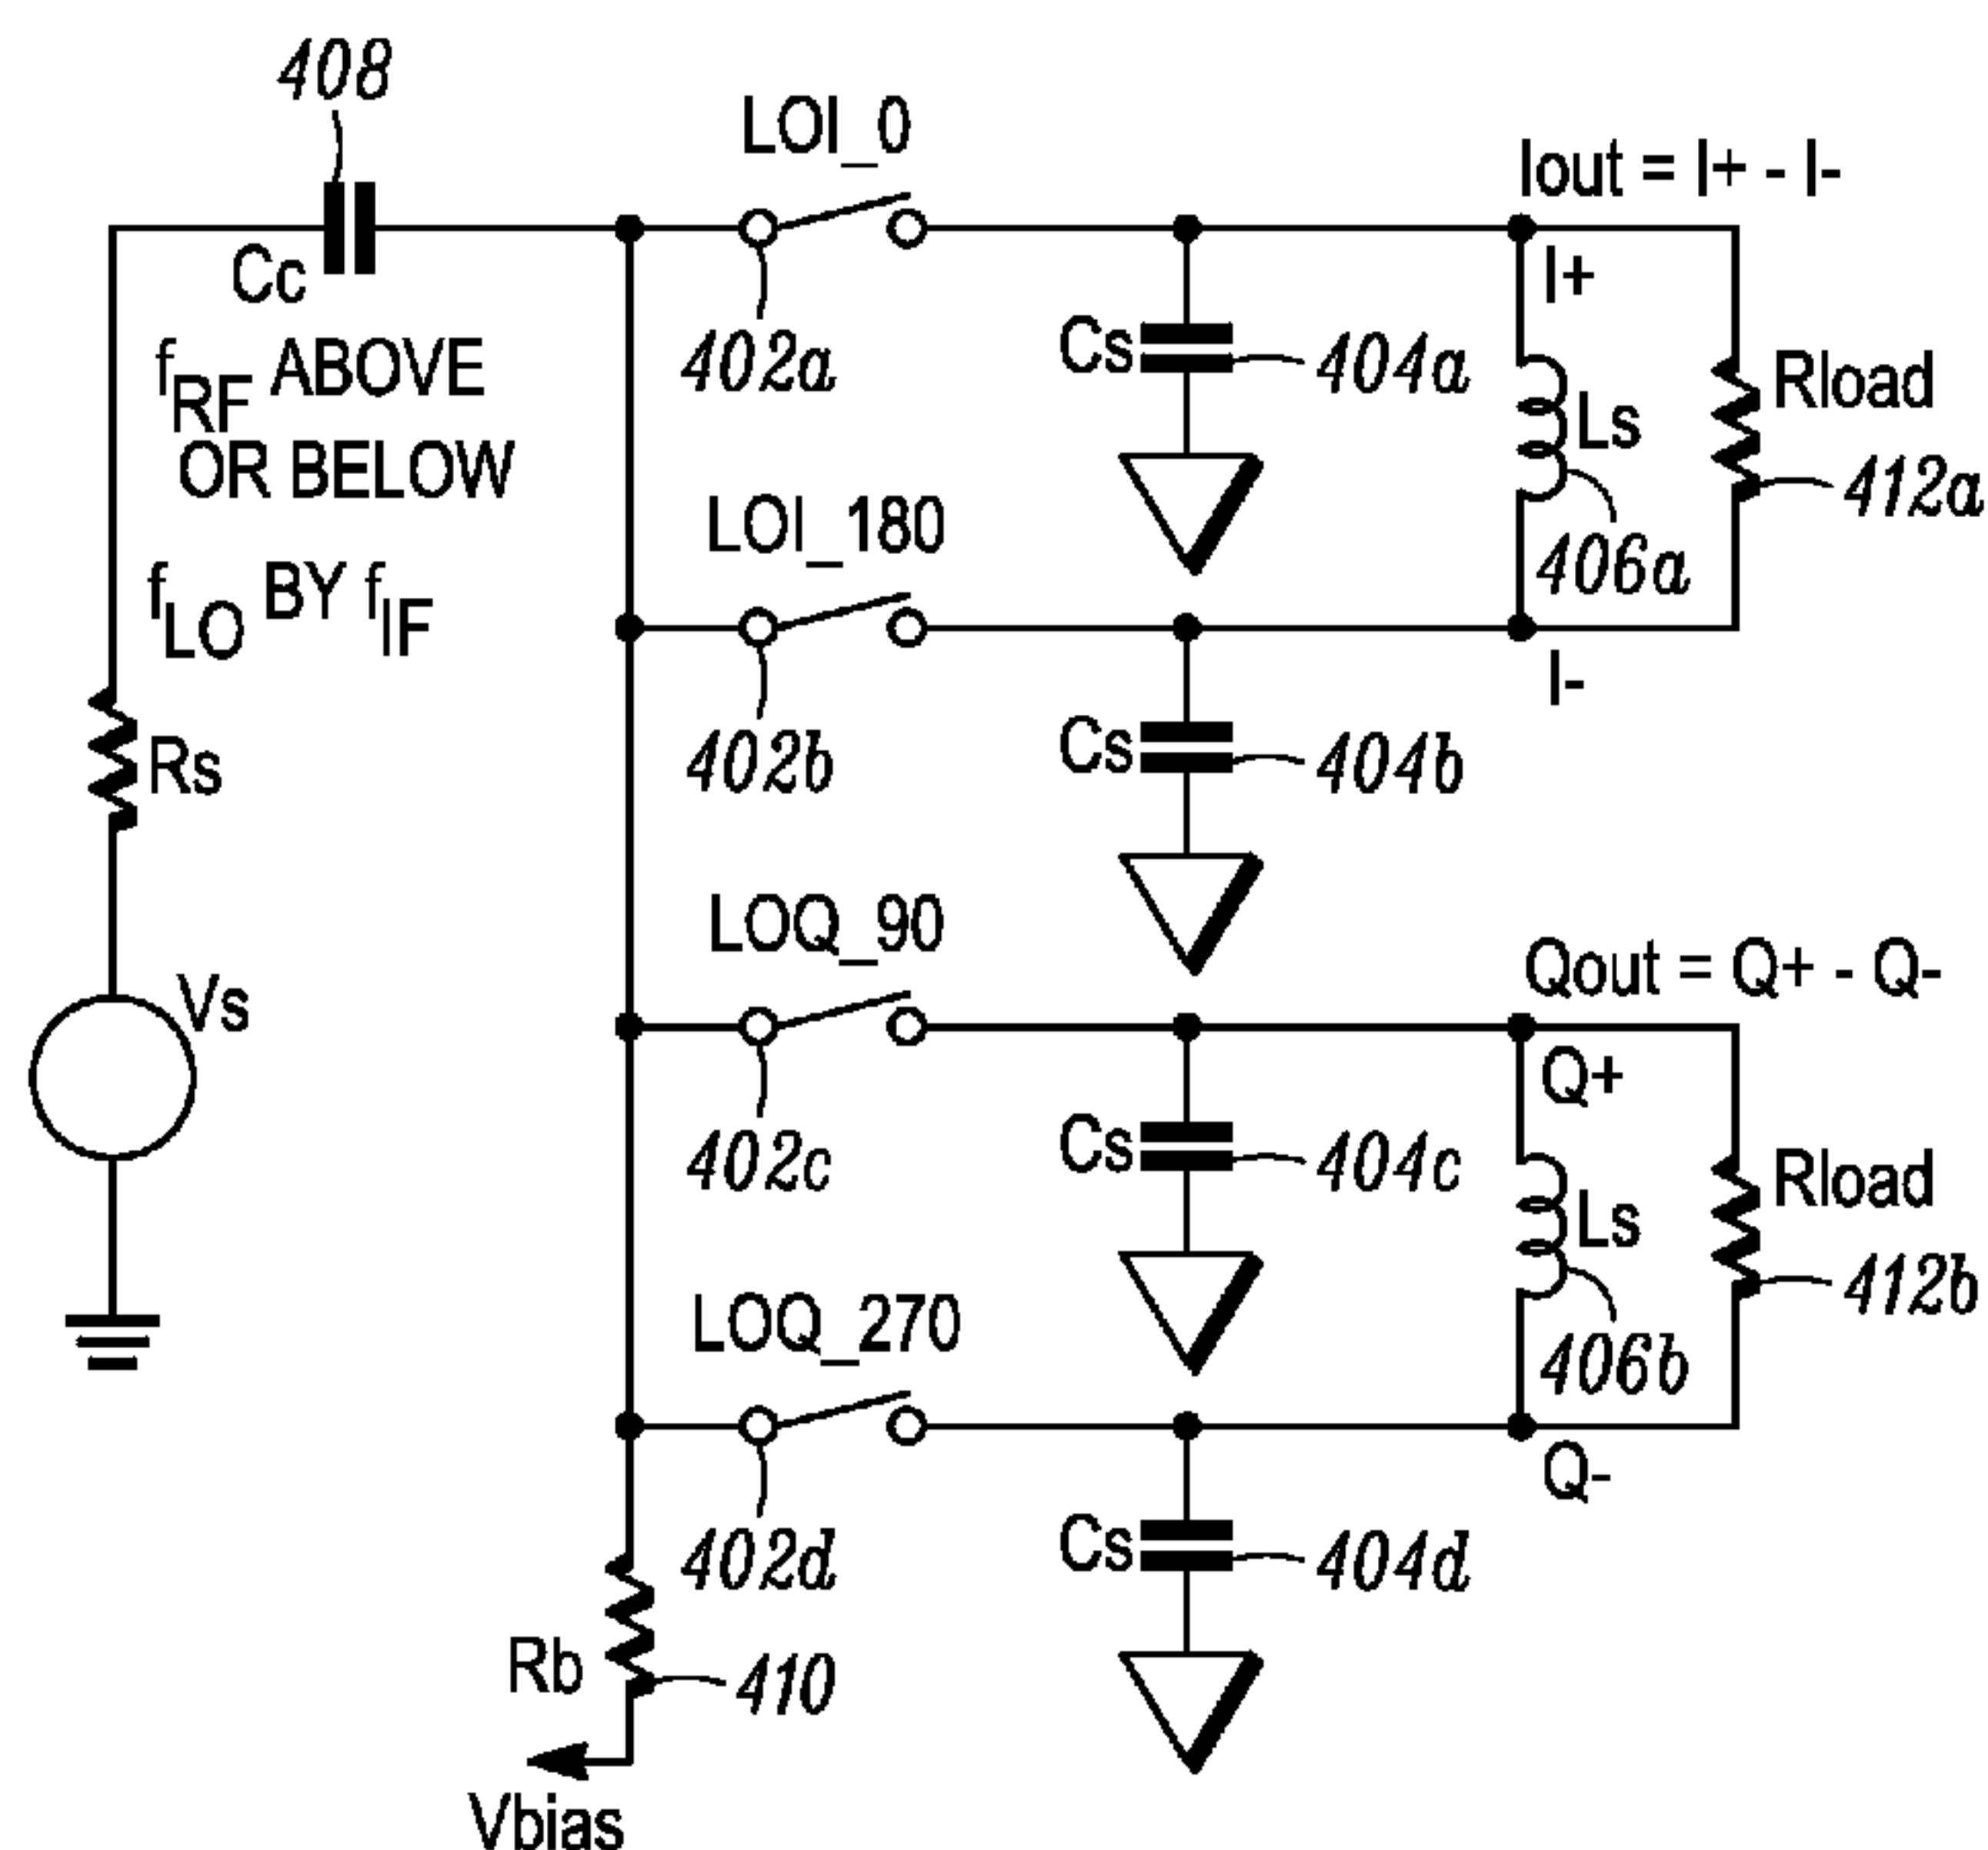 408
LOI_0
Iout = I+ - I-
Cc
I+
fRF ABOVE
OR BELOW
fLO BY fIF
402a
Cs
404a
Ls
Rload
412a
406a
LOI_180
I-
Rs
402b
Cs
404b
LOQ_90
Qout = Q+ - Q-
Vs
Q+
402c
Cs
404c
Ls
Rload
412b
406b
LOQ_270
Q-
402d
Cs
404d
Rb
410
Vbias